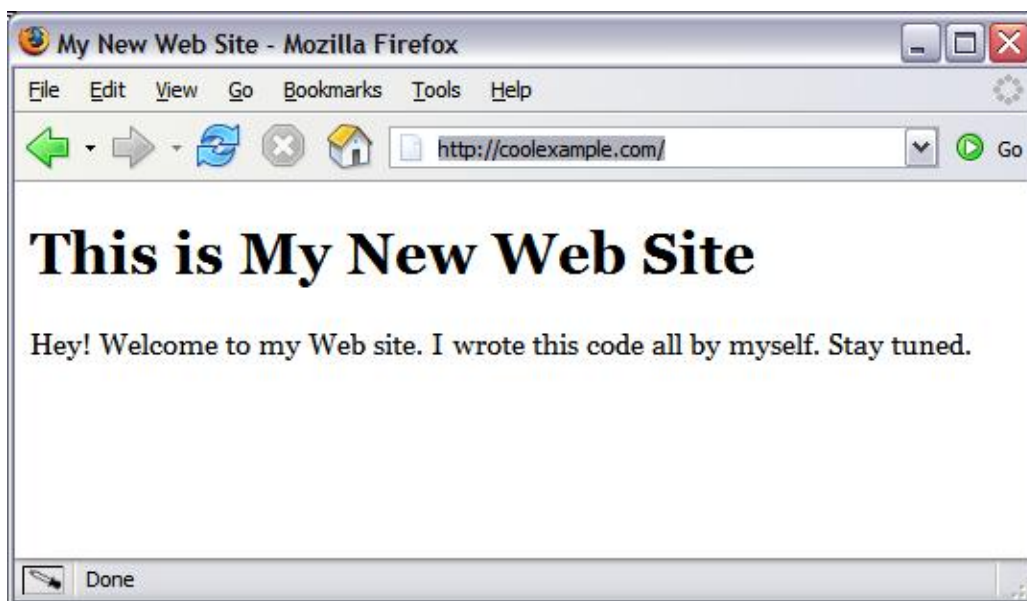 My New Web Site - Mozilla Firefox
File Edit View Go Bookmarks Tools Help
http://coolexample.com/ Go
This is My New Web Site
Hey! Welcome to my Web site. I wrote this code all by myself. Stay tuned.
Done